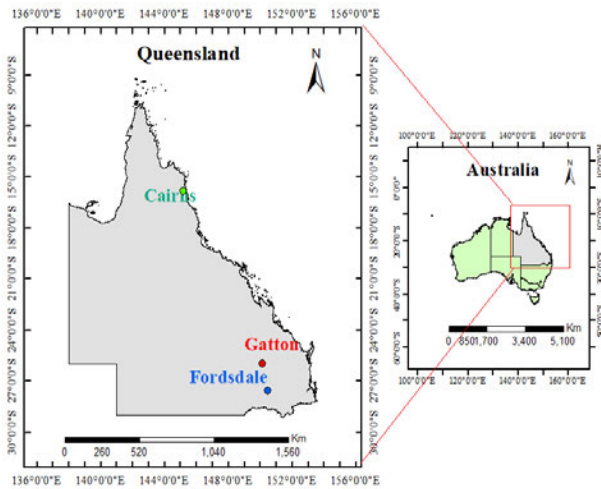 136°0'0"E 140°0'0"E 144°0'0"E 148°0'0"E 152°0'0"E 156°0'0"E
Queensland
N
9°0'0"S
12°0'0"S
15°0'0"S
18°0'0"S
21°0'0"S
24°0'0"S
27°0'0"S
30°0'0"S
Cairns
Gatton
Fordsdale
0 260 520 1,040 1,560
Km
136°0'0"E 140°0'0"E 144°0'0"E 148°0'0"E 152°0'0"E 156°0'0"E
100°0'0"E 120°0'0"E 140°0'0"E 160°0'0"E
Australia
N
0°0'0"
20°0'0"S
40°0'0"S
60°0'0"S
Km
0 850 1,700 3,400 5,100
100°0'0"E 120°0'0"E 140°0'0"E 160°0'0"E